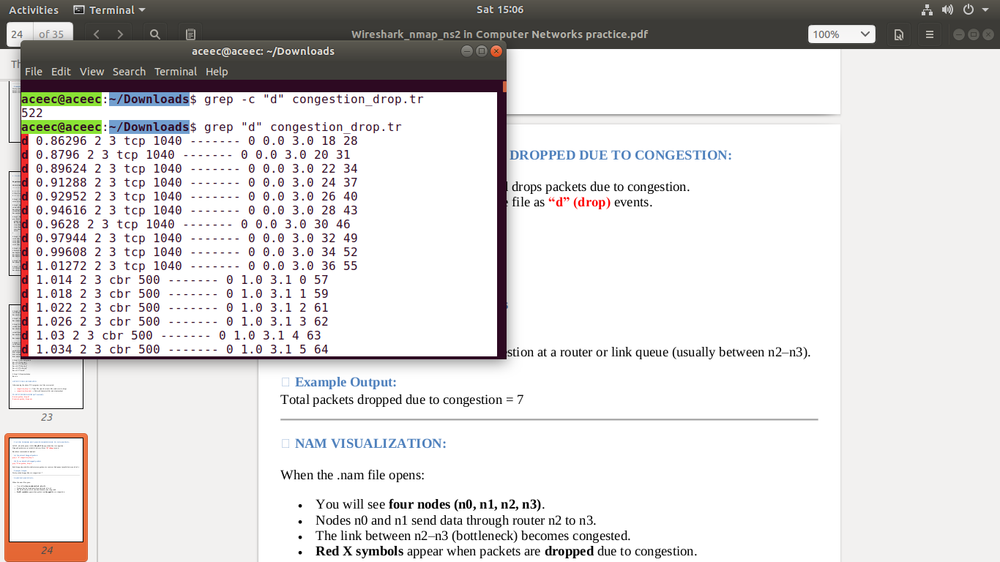 Activities Terminal Sat 15:06
24 of 35 Wireshark_nmap_ns2 in Computer Networks practice.pdf 100%
Th
aceec@aceec: ~/Downloads
File Edit View Search Terminal Help
aceec@aceec:~/Downloads$ grep -c "d" congestion_drop.tr
522
aceec@aceec:~/Downloads$ grep "d" congestion_drop.tr
d 0.86296 2 3 tcp 1040 ------- 0 0.0 3.0 18 28
d 0.8796 2 3 tcp 1040 ------- 0 0.0 3.0 20 31
d 0.89624 2 3 tcp 1040 ------- 0 0.0 3.0 22 34
d 0.91288 2 3 tcp 1040 ------- 0 0.0 3.0 24 37
d 0.92952 2 3 tcp 1040 ------- 0 0.0 3.0 26 40
d 0.94616 2 3 tcp 1040 ------- 0 0.0 3.0 28 43
d 0.9628 2 3 tcp 1040 ------- 0 0.0 3.0 30 46
d 0.97944 2 3 tcp 1040 ------- 0 0.0 3.0 32 49
d 0.99608 2 3 tcp 1040 ------- 0 0.0 3.0 34 52
d 1.01272 2 3 tcp 1040 ------- 0 0.0 3.0 36 55
d 1.014 2 3 cbr 500 ------- 0 1.0 3.1 0 57
d 1.018 2 3 cbr 500 ------- 0 1.0 3.1 1 59
d 1.022 2 3 cbr 500 ------- 0 1.0 3.1 2 61
d 1.026 2 3 cbr 500 ------- 0 1.0 3.1 3 62
d 1.03 2 3 cbr 500 ------- 0 1.0 3.1 4 63
d 1.034 2 3 cbr 500 ------- 0 1.0 3.1 5 64
DROPPED DUE TO CONGESTION:
drops packets due to congestion.
file as “d” (drop) events.
stion at a router or link queue (usually between n2–n3).
Example Output:
Total packets dropped due to congestion = 7
NAM VISUALIZATION:
When the .nam file opens:
• You will see four nodes (n0, n1, n2, n3).
• Nodes n0 and n1 send data through router n2 to n3.
• The link between n2–n3 (bottleneck) becomes congested.
• Red X symbols appear when packets are dropped due to congestion.
23
24